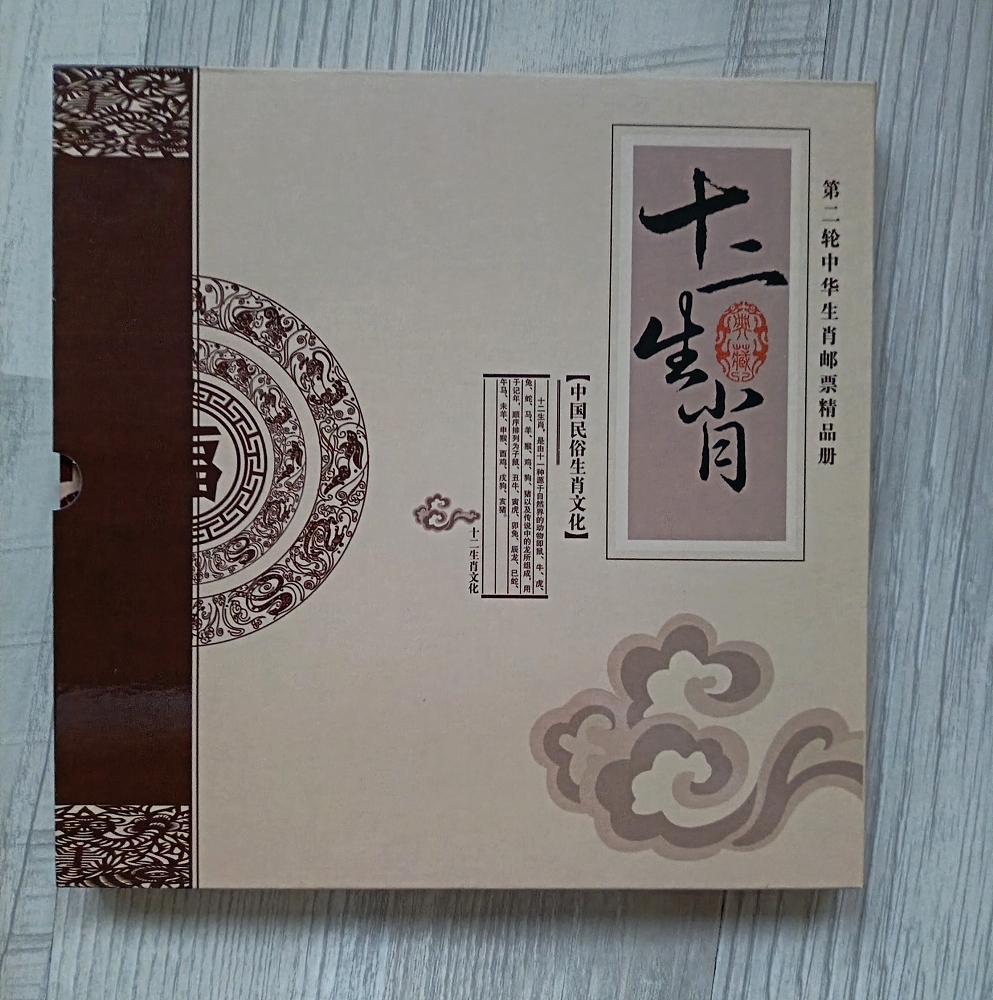 第二轮中华生肖邮票精品册
十二生肖
典藏
【中国民俗生肖文化】
十二生肖，是由十一种源于自然界的动物即鼠、牛、虎、
兔、蛇、马、羊、猴、鸡、狗、猪以及传说中的龙所组成，用
于记年，顺序排列为子鼠、丑牛、寅虎、卯兔、辰龙、巳蛇、
午马、未羊、申猴、酉鸡、戌狗、亥猪。
十二生肖文化
福